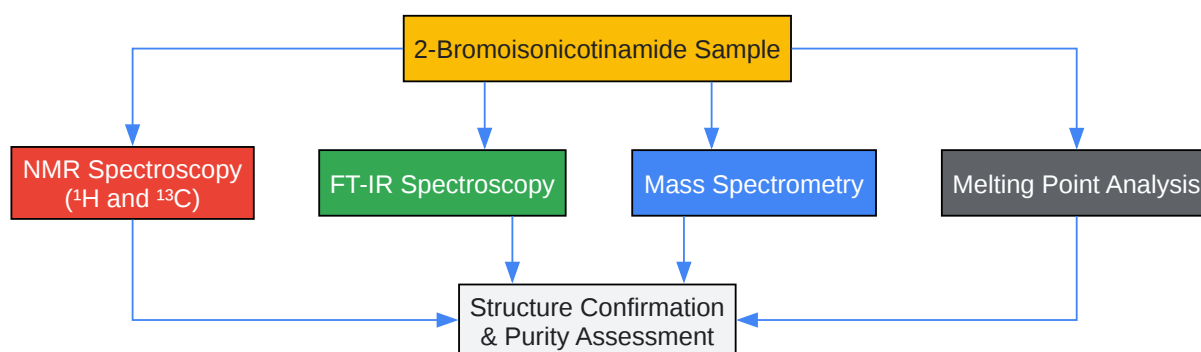 2-Bromoisonicotinamide Sample
NMR Spectroscopy
(¹H and ¹³C)
FT-IR Spectroscopy
Mass Spectrometry
Melting Point Analysis
Structure Confirmation
& Purity Assessment